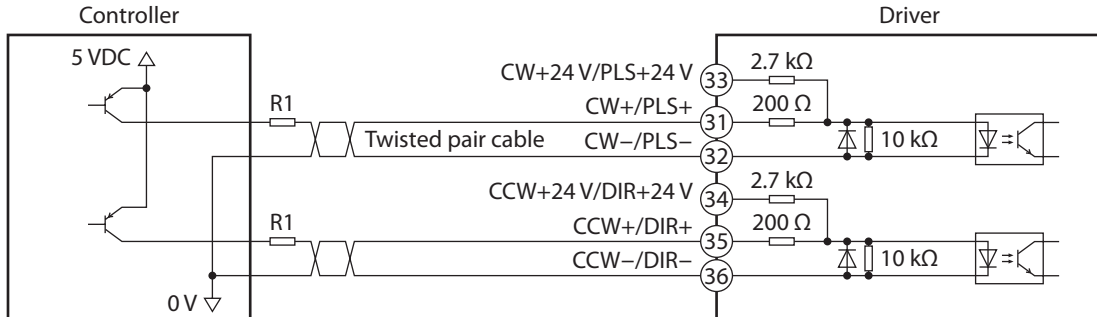 Controller
Driver
5 VDC
CW+24 V/PLS+24 V
33
2.7 kΩ
R1
CW+/PLS+
31
200 Ω
Twisted pair cable
CW−/PLS−
32
10 kΩ
CCW+24 V/DIR+24 V
34
2.7 kΩ
R1
CCW+/DIR+
35
200 Ω
CCW−/DIR−
36
10 kΩ
0 V